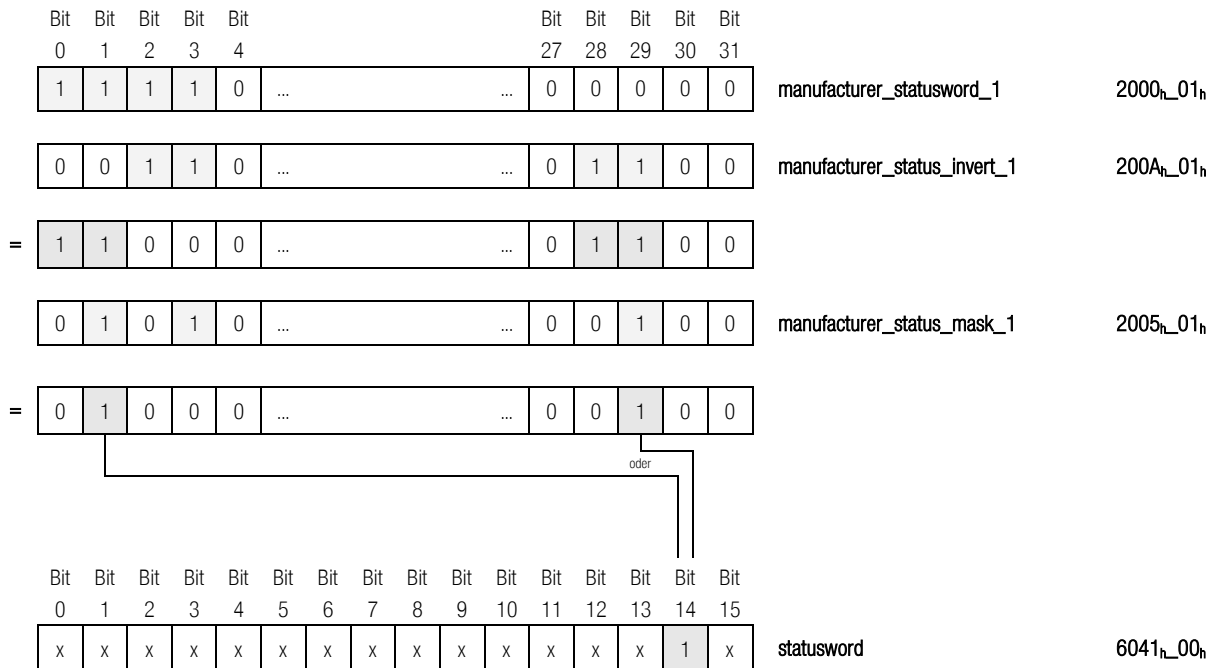 Bit Bit Bit Bit Bit Bit Bit Bit Bit Bit
0 1 2 3 4 27 28 29 30 31
1 1 1 1 0 ... ... 0 0 0 0 0 manufacturer_statusword_1 2000h_01h
0 0 1 1 0 ... ... 0 1 1 0 0 manufacturer_status_invert_1 200Ah_01h
= 1 1 0 0 0 ... ... 0 1 1 0 0
0 1 0 1 0 ... ... 0 0 1 0 0 manufacturer_status_mask_1 2005h_01h
= 0 1 0 0 0 ... ... 0 0 1 0 0
oder
Bit Bit Bit Bit Bit Bit Bit Bit Bit Bit Bit Bit Bit Bit Bit Bit
0 1 2 3 4 5 6 7 8 9 10 11 12 13 14 15
x x x x x x x x x x x x x x 1 x statusword 6041h_00h